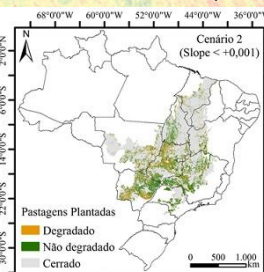 68°0'0"W 60°0'0"W 52°0'0"W 44°0'0"W 36°0'0"W
N
Cenário 2
(Slope < +0,001)
2°0'0"S
6°0'0"S
14°0'0"S
22°0'0"S
30°0'0"S
Pastagens Plantadas
Degradado
Não degradado
Cerrado
0 500 1.000
km